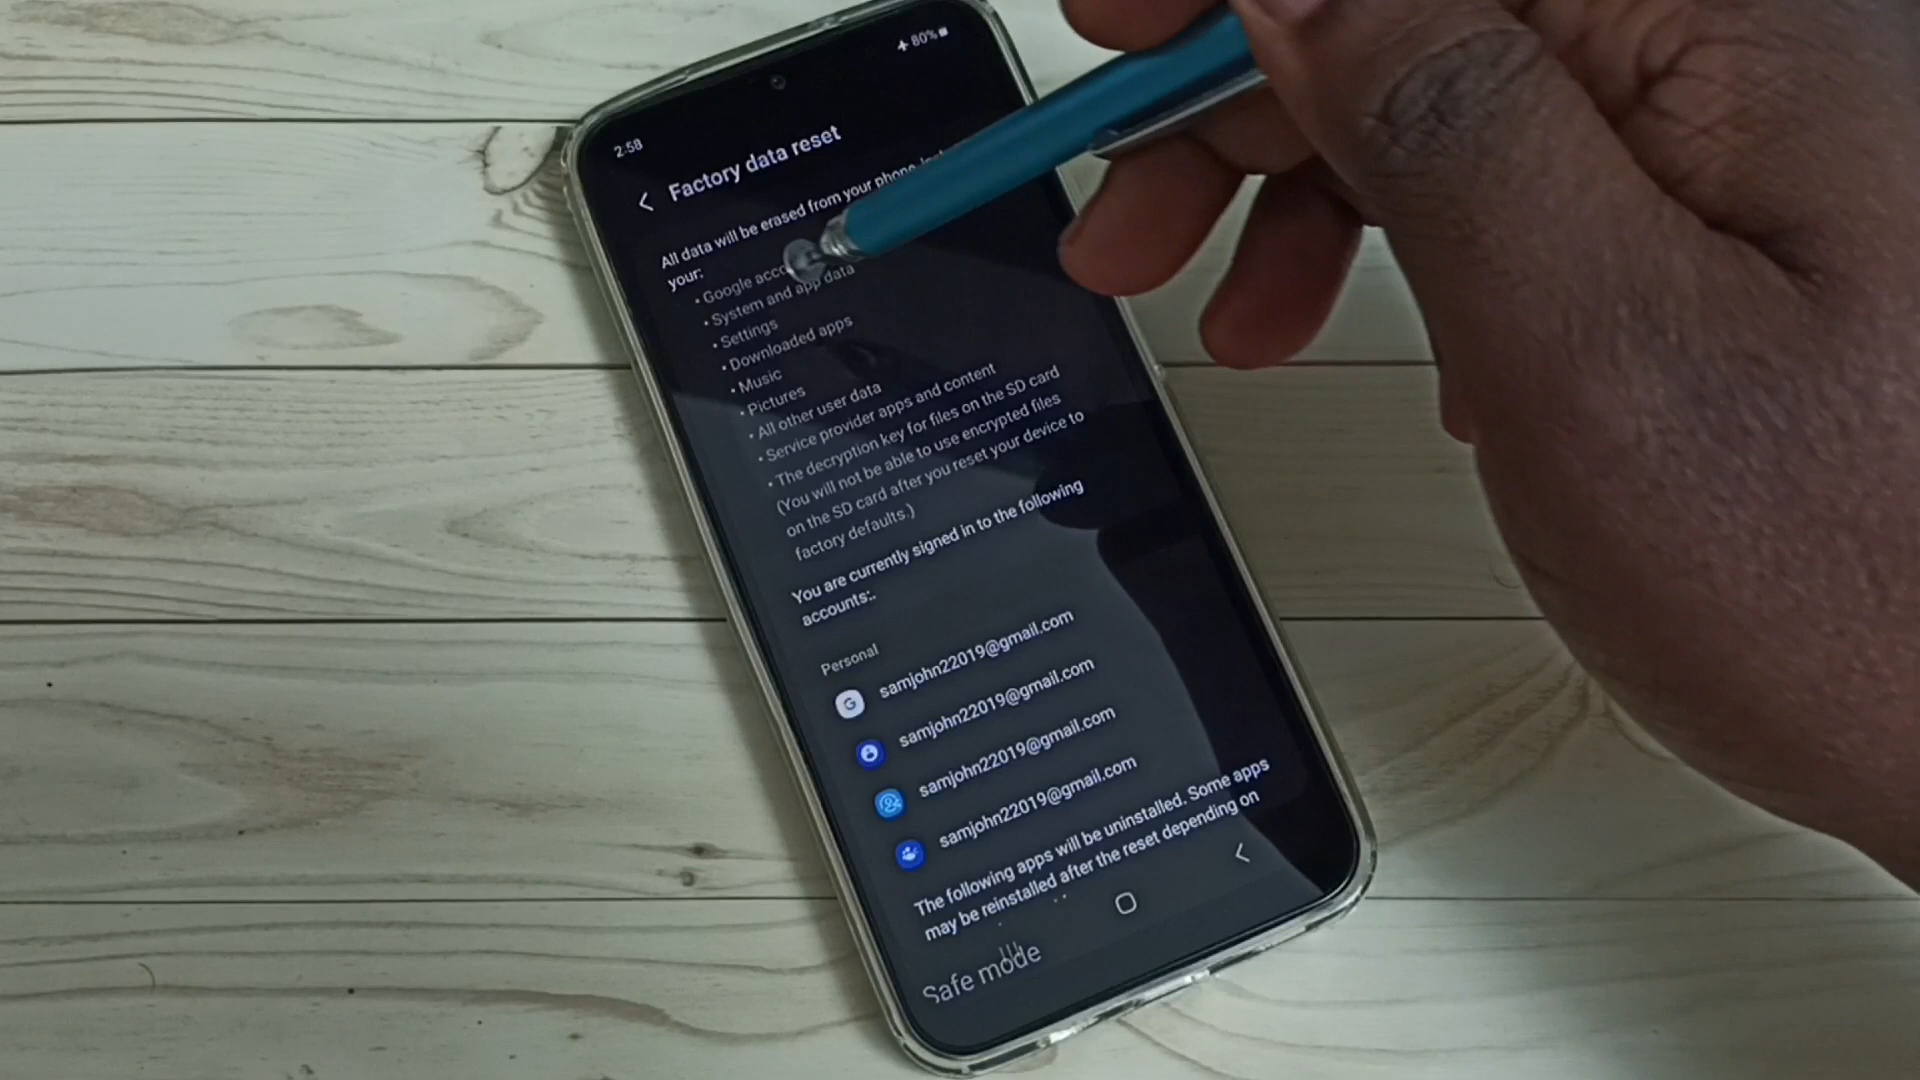 2:58
80%
Factory data reset
All data will be erased from your phone,
your:
• Google
• System and app data
• Settings
• Downloaded apps
• Music
• Pictures
• All other user data
• Service provider apps and content
• The decryption key for files on the SD card
(You will not be able to use encrypted files
on the SD card after you reset your device to
factory defaults.)
You are currently signed in to the following
accounts:.
Personal
G samjohn22019@gmail.com
samjohn22019@gmail.com
samjohn22019@gmail.com
samjohn22019@gmail.com
The following apps will be uninstalled. Some apps
may be reinstalled after the reset depending on
Safe mode